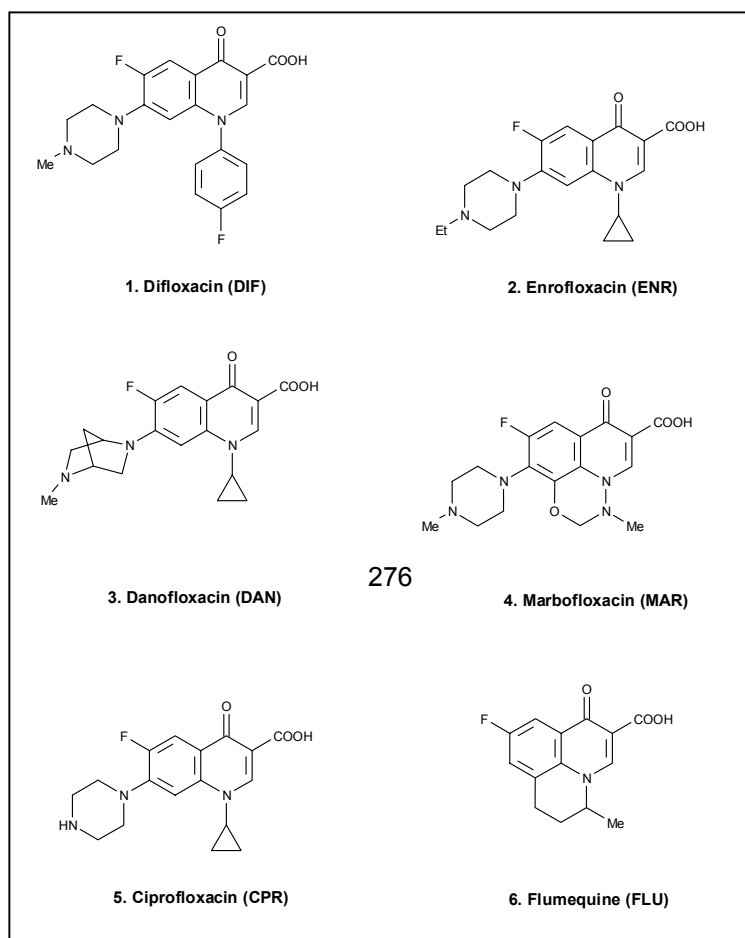 O
F
COOH
N
N
N
Me
F
1. Difloxacin (DIF)
O
F
COOH
N
N
N
Et
2. Enrofloxacin (ENR)
O
F
COOH
N
N
N
Me
3. Danofloxacin (DAN)
O
F
COOH
N
N
N
O
N
Me
Me
4. Marbofloxacin (MAR)
276
O
F
COOH
N
N
HN
5. Ciprofloxacin (CPR)
O
F
COOH
N
Me
6. Flumequine (FLU)